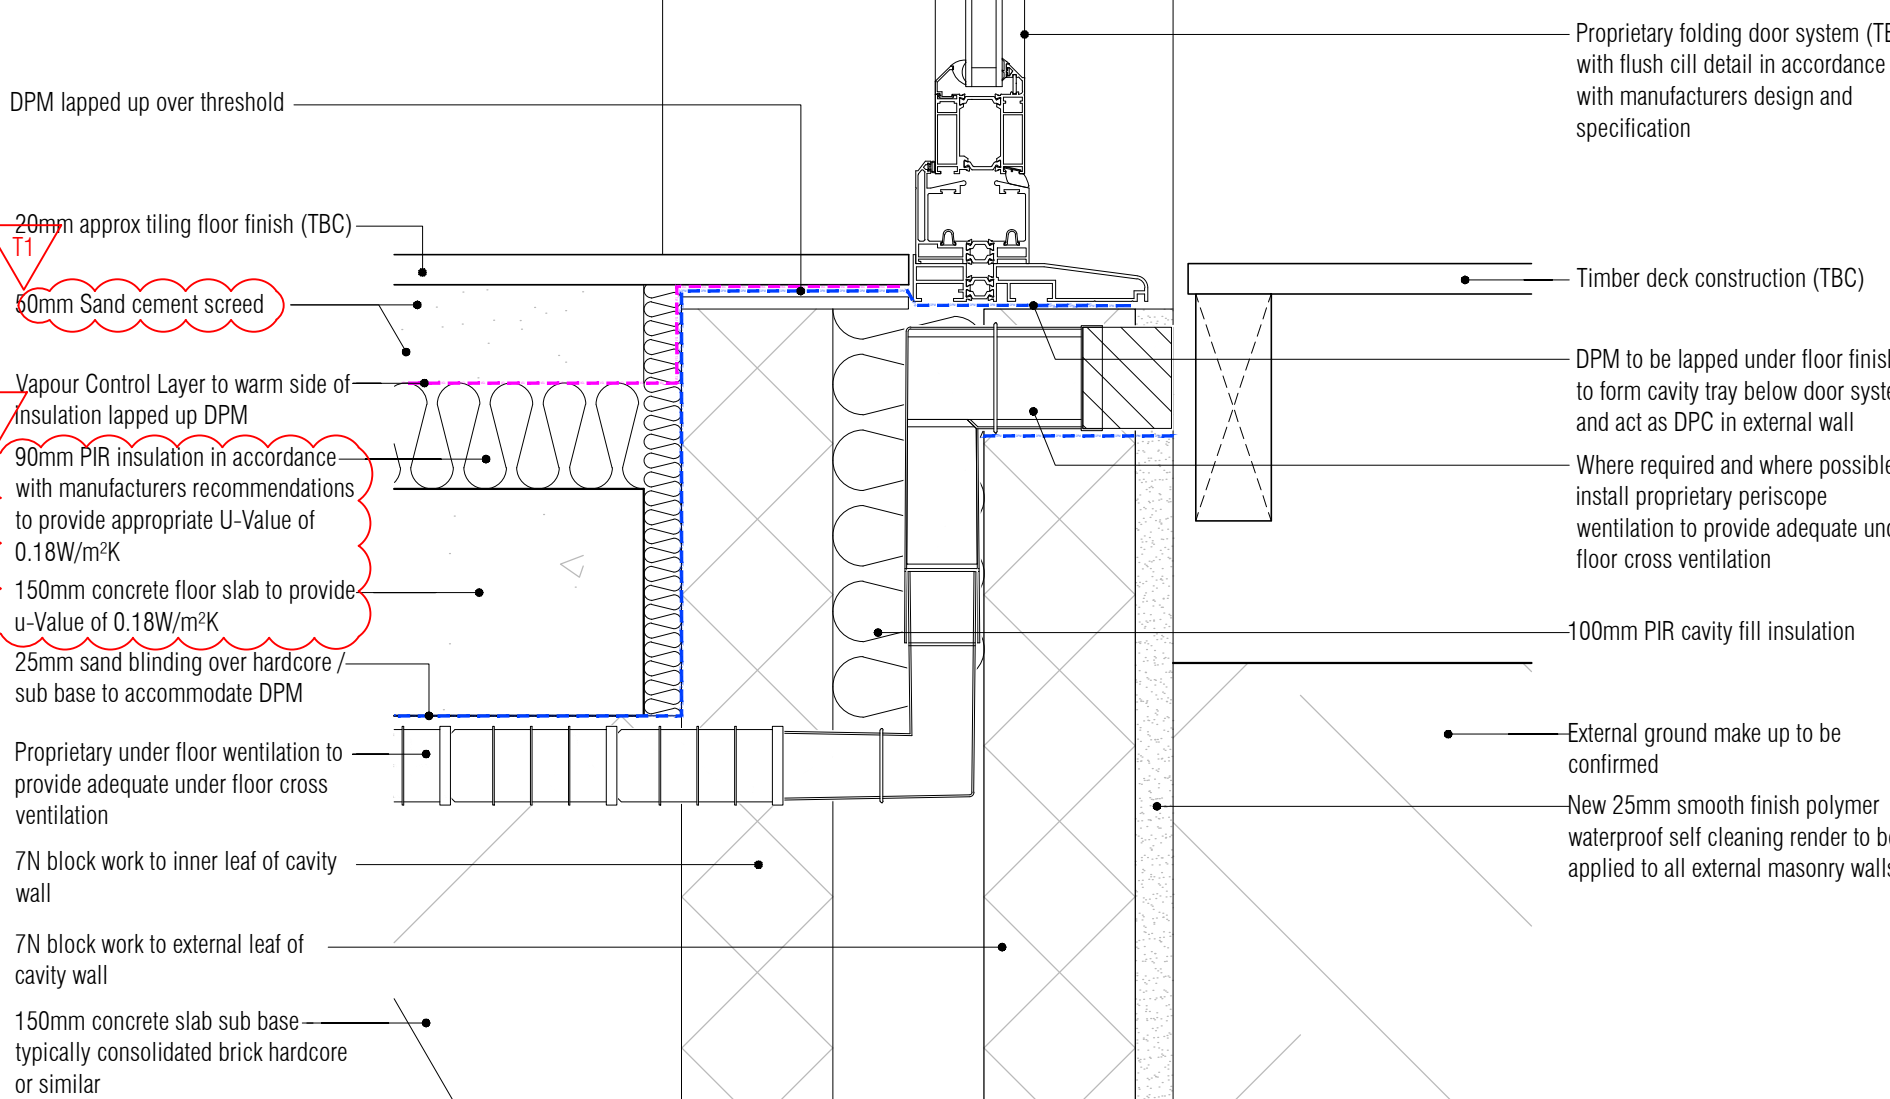 DPM lapped up over threshold
20mm approx tiling floor finish (TBC)
T1
50mm Sand cement screed
Vapour Control Layer to warm side of
insulation lapped up DPM
90mm PIR insulation in accordance
with manufacturers recommendations
to provide appropriate U-Value of
0.18W/m²K
150mm concrete floor slab to provide
u-Value of 0.18W/m²K
25mm sand blinding over hardcore /
sub base to accommodate DPM
Proprietary under floor wentilation to
provide adequate under floor cross
ventilation
7N block work to inner leaf of cavity
wall
7N block work to external leaf of
cavity wall
150mm concrete slab sub base
typically consolidated brick hardcore
or similar
Proprietary folding door system (TB
with flush cill detail in accordance
with manufacturers design and
specification
Timber deck construction (TBC)
DPM to be lapped under floor finish
to form cavity tray below door syste
and act as DPC in external wall
Where required and where possible
install proprietary periscope
wentilation to provide adequate und
floor cross ventilation
100mm PIR cavity fill insulation
External ground make up to be
confirmed
New 25mm smooth finish polymer
waterproof self cleaning render to be
applied to all external masonry walls